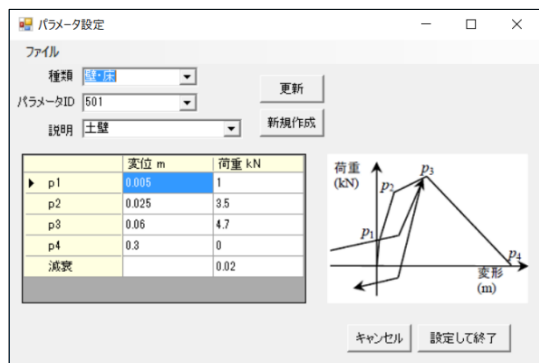 パラメータ設定
ファイル
種類 壁・床
更新
パラメータID 501
新規作成
説明 土壁
変位 m 荷重 kN
p1 0.005 1
p2 0.025 3.5
p3 0.06 4.7
p4 0.3 0
減衰 0.02
荷重
(kN)
p3
p2
p1
p4
変形
(m)
キャンセル 設定して終了